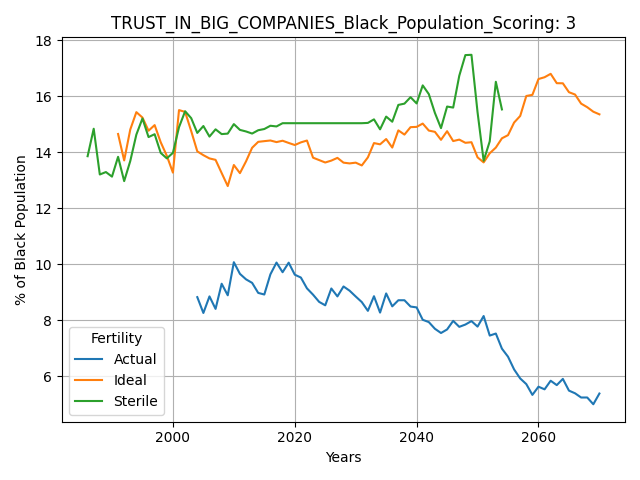 TRUST_IN_BIG_COMPANIES_Black_Population_Scoring: 3
% of Black Population
18
16
14
12
10
8
6
Fertility
Actual
Ideal
Sterile
2000
2020
2040
2060
Years